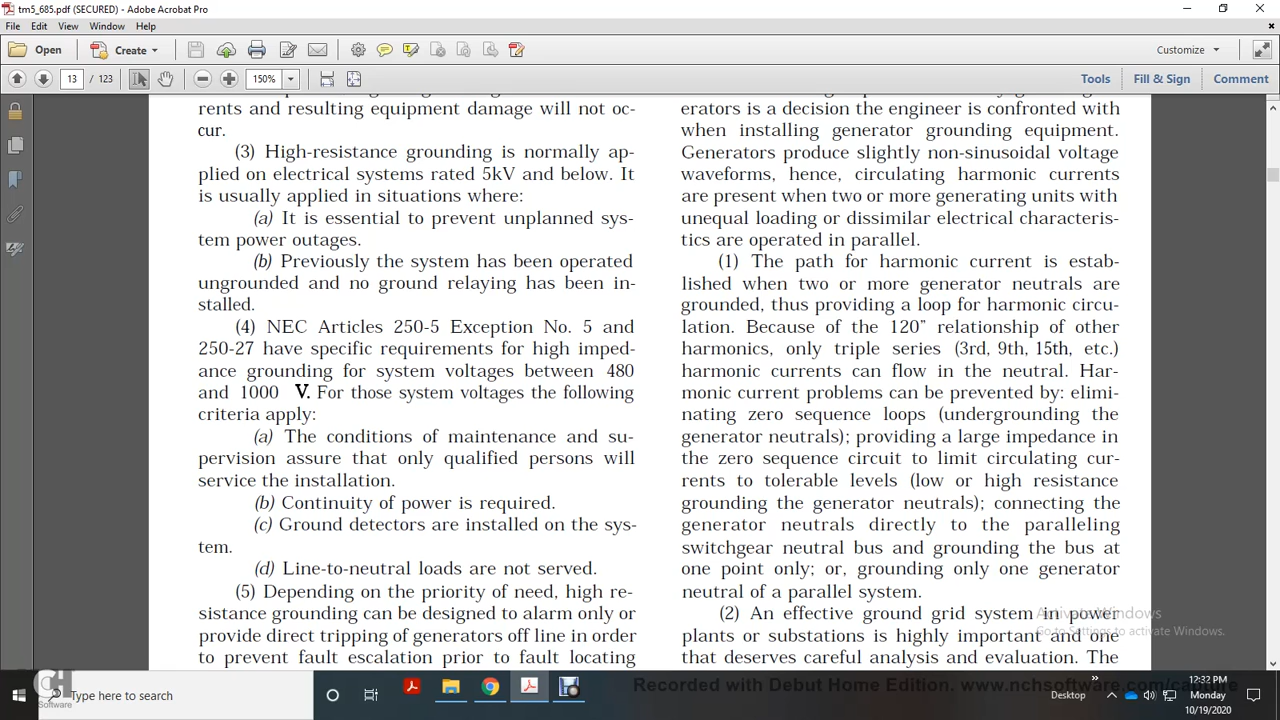 tm5_685.pdf (SECURED) - Adobe Acrobat Pro
File Edit View Window Help
Open Create Customize
13 / 123 150% Tools Fill & Sign Comment
rents and resulting equipment damage will not oc-
cur.
(3) High-resistance grounding is normally ap-
plied on electrical systems rated 5kV and below. It
is usually applied in situations where:
(a) It is essential to prevent unplanned sys-
tem power outages.
(b) Previously the system has been operated
ungrounded and no ground relaying has been in-
stalled.
(4) NEC Articles 250-5 Exception No. 5 and
250-27 have specific requirements for high imped-
ance grounding for system voltages between 480
and 1000 V. For those system voltages the following
criteria apply:
(a) The conditions of maintenance and su-
pervision assure that only qualified persons will
service the installation.
(b) Continuity of power is required.
(c) Ground detectors are installed on the sys-
tem.
(d) Line-to-neutral loads are not served.
(5) Depending on the priority of need, high re-
sistance grounding can be designed to alarm only or
provide direct tripping of generators off line in order
to prevent fault escalation prior to fault locating
erators is a decision the engineer is confronted with
when installing generator grounding equipment.
Generators produce slightly non-sinusoidal voltage
waveforms, hence, circulating harmonic currents
are present when two or more generating units with
unequal loading or dissimilar electrical characteris-
tics are operated in parallel.
(1) The path for harmonic current is estab-
lished when two or more generator neutrals are
grounded, thus providing a loop for harmonic circu-
lation. Because of the 120” relationship of other
harmonics, only triple series (3rd, 9th, 15th, etc.)
harmonic currents can flow in the neutral. Har-
monic current problems can be prevented by: elimi-
nating zero sequence loops (undergrounding the
generator neutrals); providing a large impedance in
the zero sequence circuit to limit circulating cur-
rents to tolerable levels (low or high resistance
grounding the generator neutrals); connecting the
generator neutrals directly to the paralleling
switchgear neutral bus and grounding the bus at
one point only; or, grounding only one generator
neutral of a parallel system.
(2) An effective ground grid system in power
plants or substations is highly important and one
that deserves careful analysis and evaluation. The
Activate Windows
Go to Settings to activate Windows.
Recorded with Debut Home Edition. www.nchsoftware.com/capture
CH
Software
Type here to search
Desktop
12:32 PM
Monday
10/19/2020